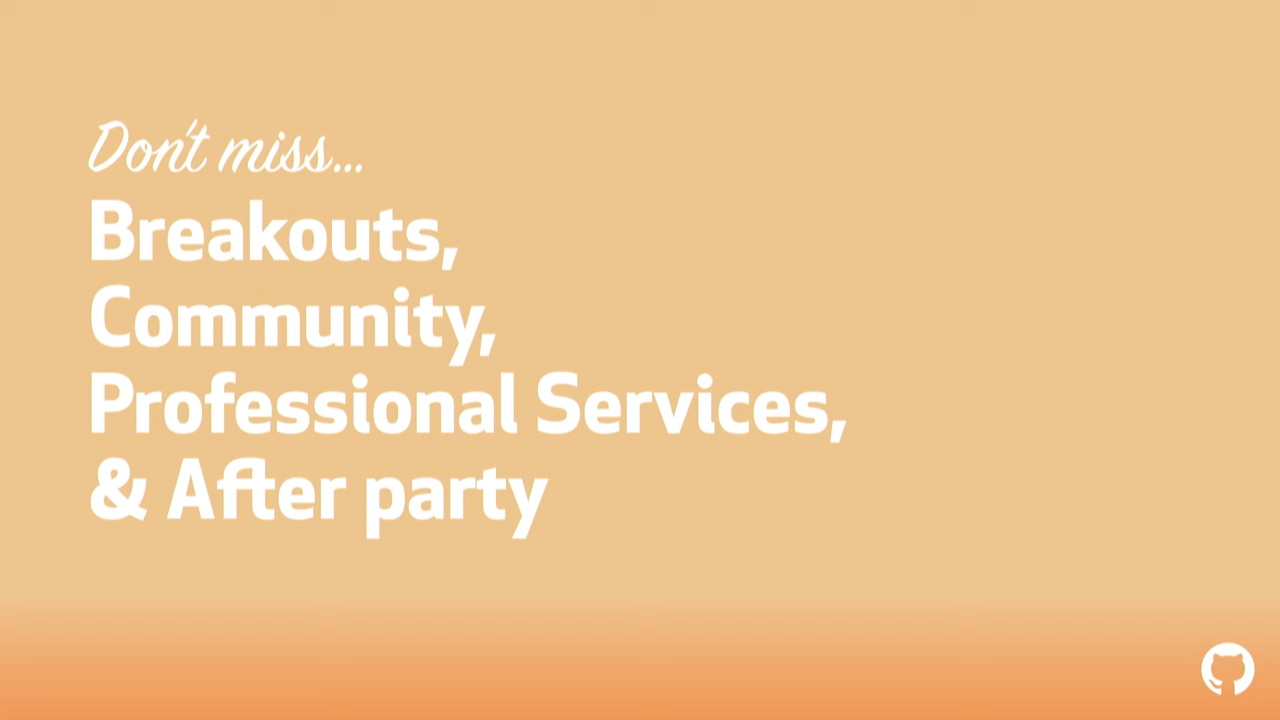 Don't miss...
Breakouts,
Community,
Professional Services,
& After party